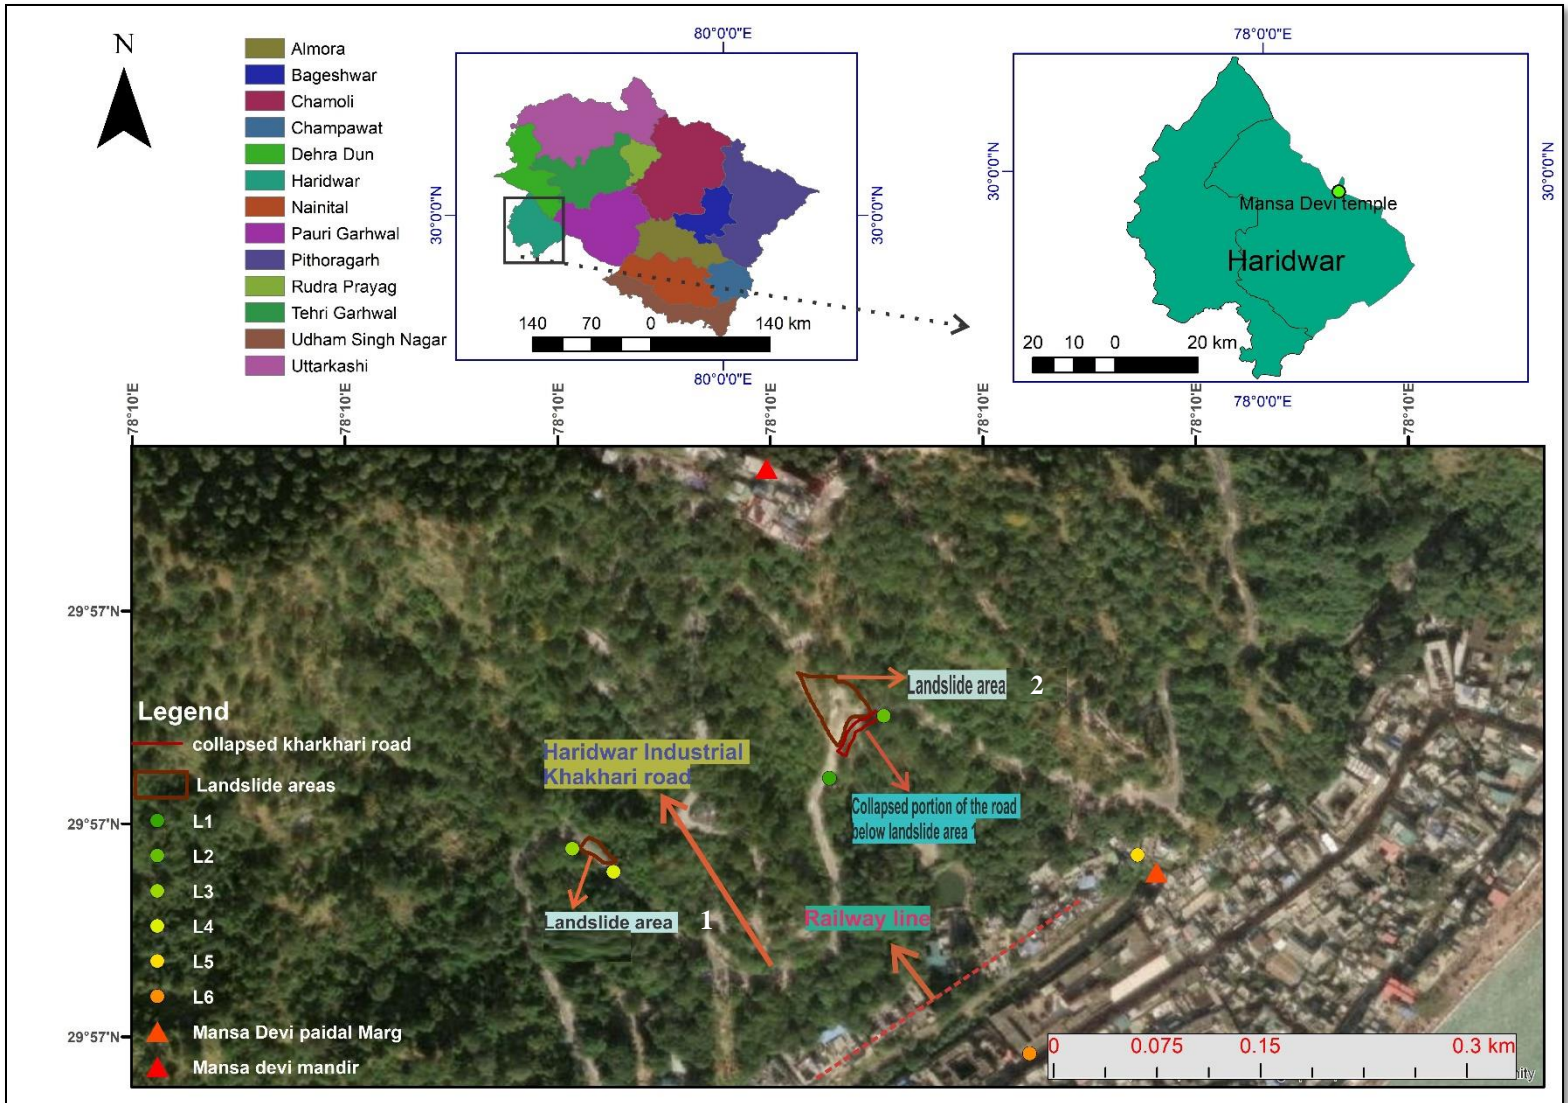 N
Almora
Bageshwar
Chamoli
Champawat
Dehra Dun
Haridwar
Nainital
Pauri Garhwal
Pithoragarh
Rudra Prayag
Tehri Garhwal
Udham Singh Nagar
Uttarkashi
80°0'0"E
30°0'0"N
30°0'0"N
140 70 0 140 km
80°0'0"E
78°0'0"E
30°0'0"N
30°0'0"N
Mansa Devi temple
Haridwar
20 10 0 20 km
78°0'0"E
78°10'E 78°10'E 78°10'E 78°10'E 78°10'E 78°10'E 78°10'E
29°57'N
29°57'N
29°57'N
Landslide area 2
Haridwar Industrial
Khakhari road
Collapsed portion of the road
below landslide area 1
Landslide area 1
Railway line
Legend
collapsed kharkhari road
Landslide areas
L1
L2
L3
L4
L5
L6
Mansa Devi paidal Marg
Mansa devi mandir
0 0.075 0.15 0.3 km